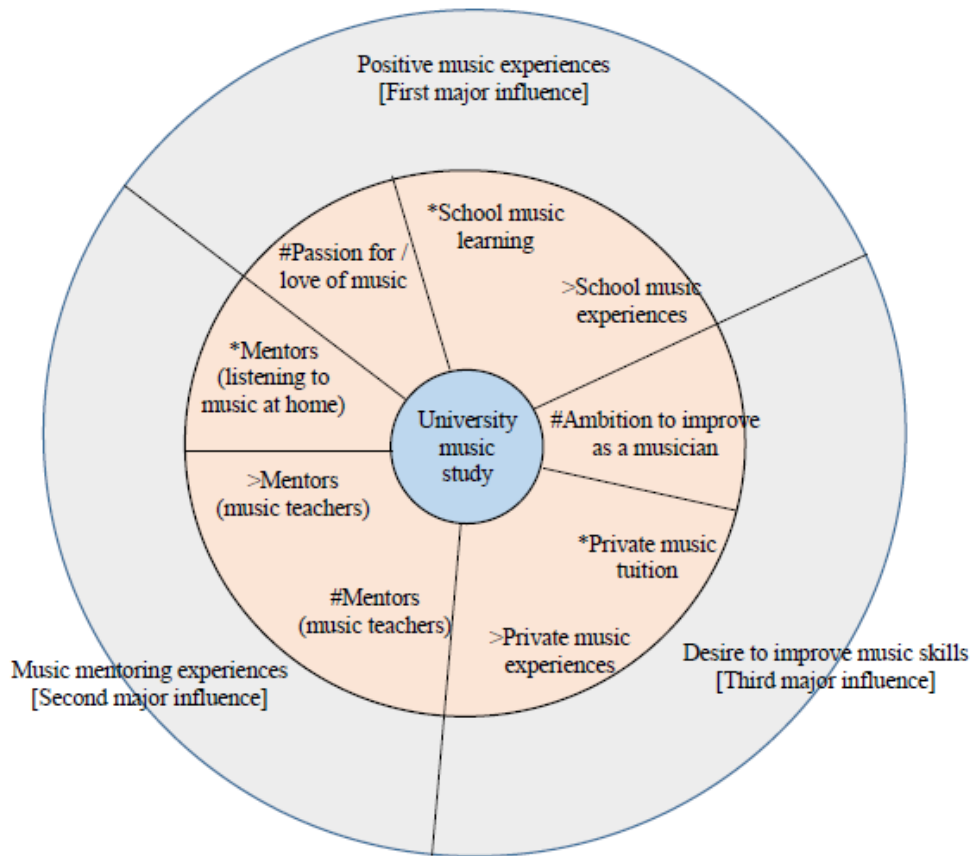 Positive music experiences
[First major influence]
*School music
learning
#Passion for /
love of music
>School music
experiences
*Mentors
(listening to
music at home)
University
music
study
#Ambition to improve
as a musician
>Mentors
(music teachers)
*Private music
tuition
#Mentors
(music teachers)
>Private music
experiences
Desire to improve music skills
[Third major influence]
Music mentoring experiences
[Second major influence]